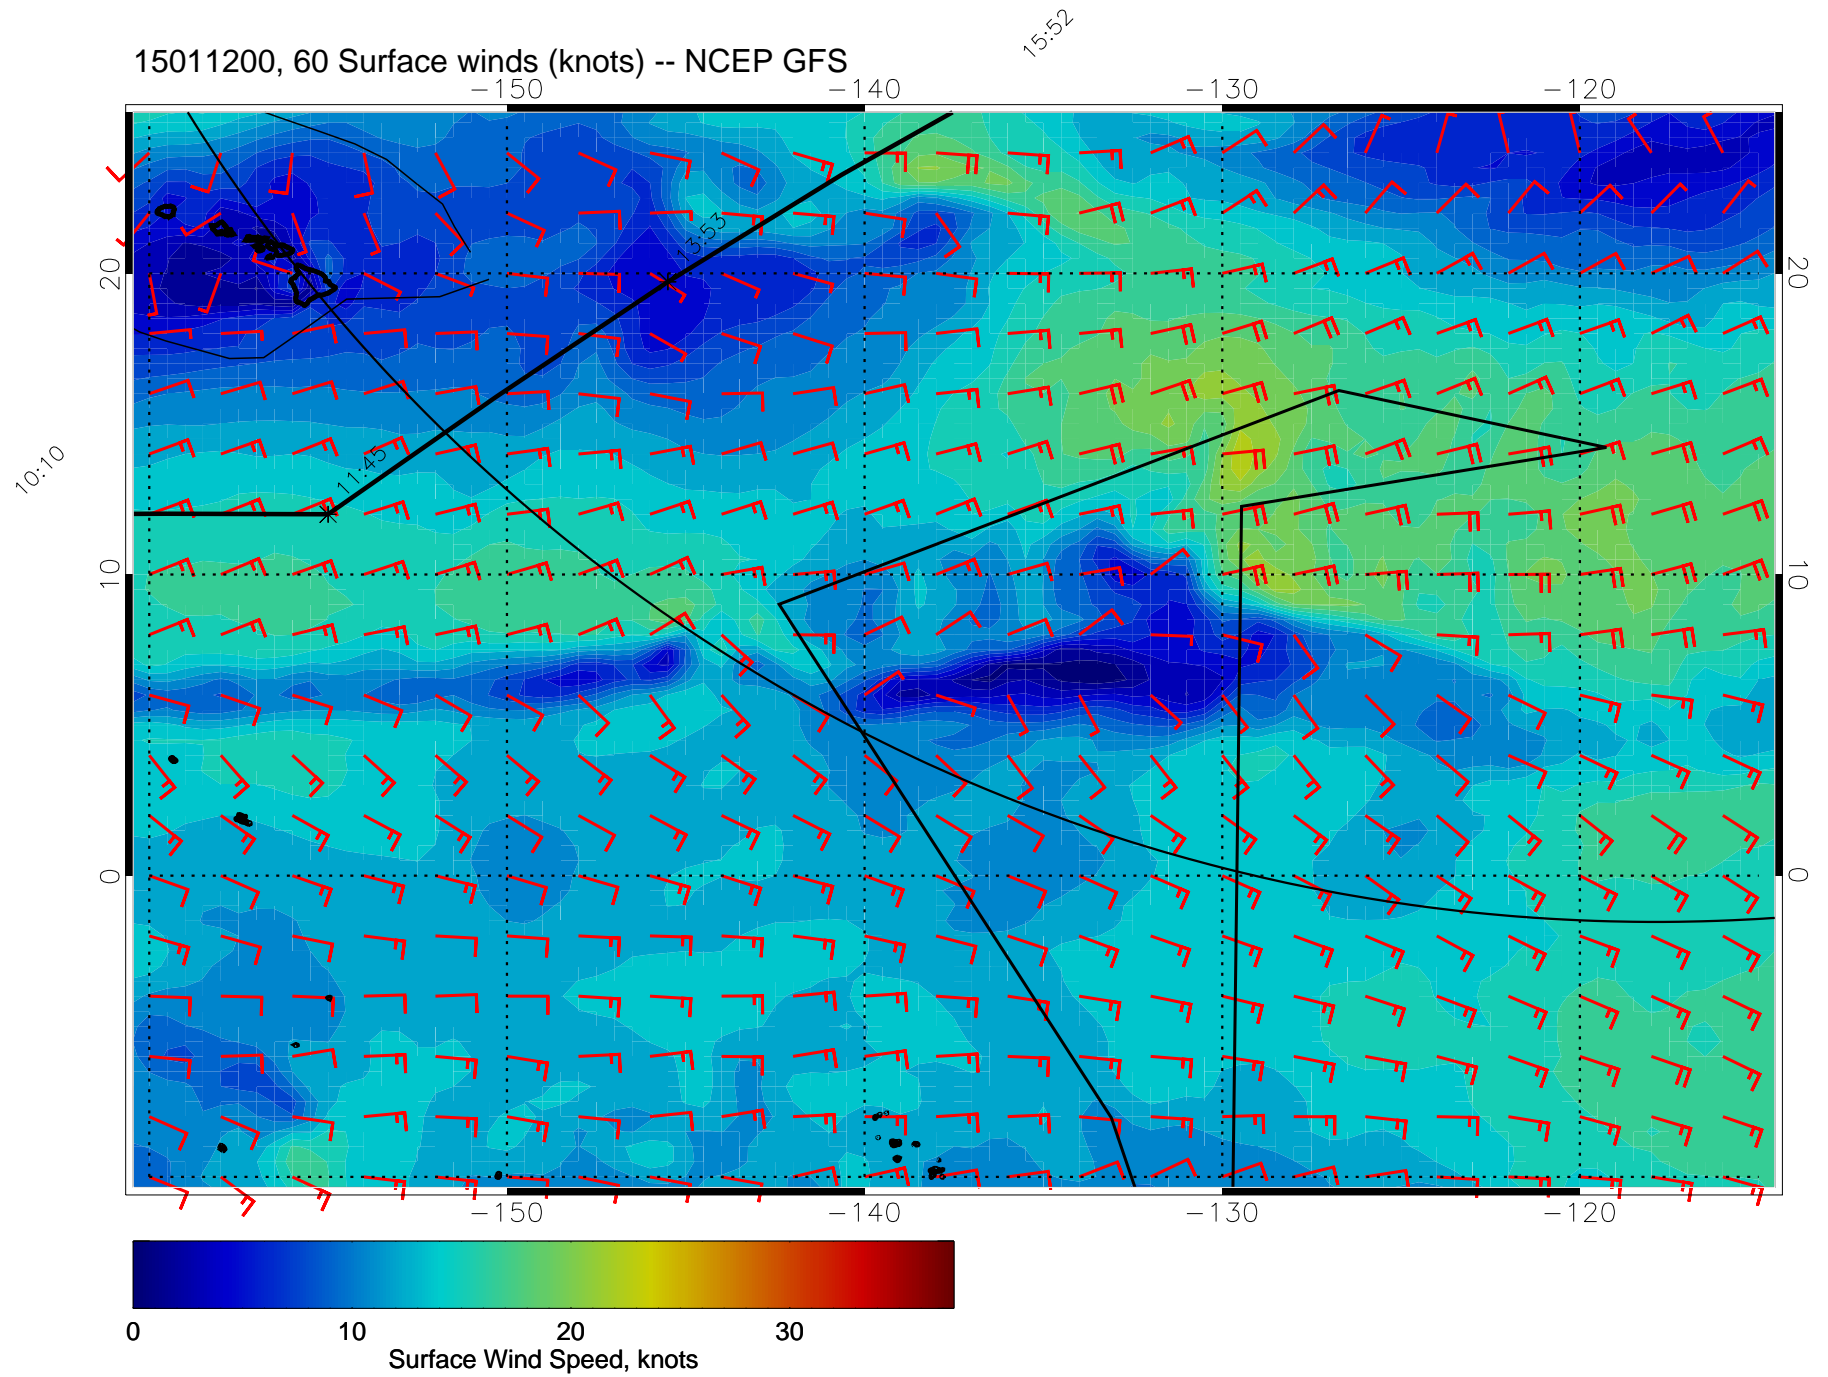 15:52
15011200, 60 Surface winds (knots) -- NCEP GFS
-150 -140 -130 -120
13:53
20 20
11:45
10:10
10 10
0 0
-150 -140 -130 -120
0 10 20 30
Surface Wind Speed, knots